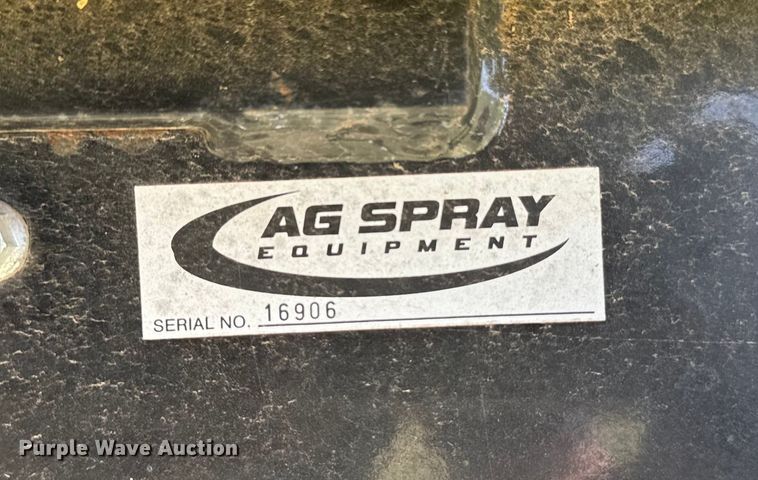 AG SPRAY
EQUIPMENT
SERIAL NO. 16906
Purple Wave Auction